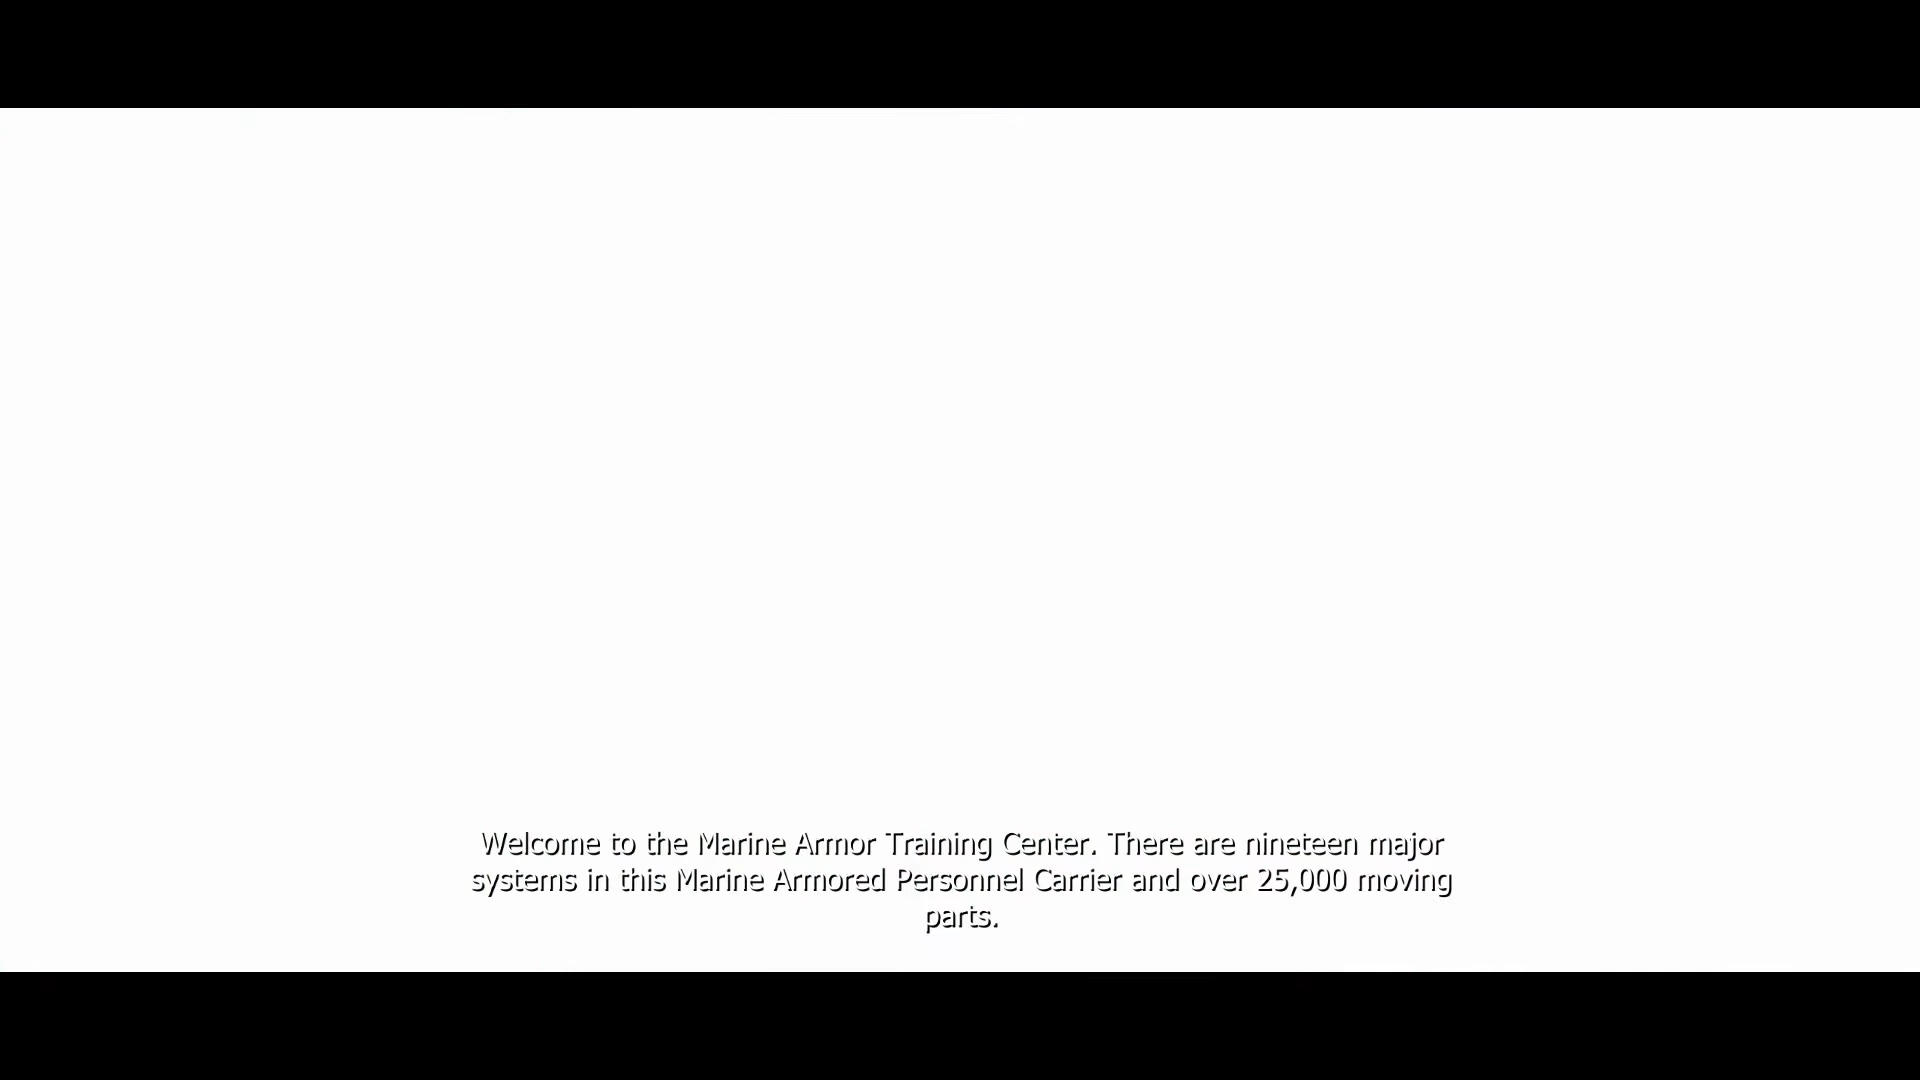 Welcome to the Marine Armor Training Center. There are nineteen major
systems in this Marine Armored Personnel Carrier and over 25,000 moving
parts.